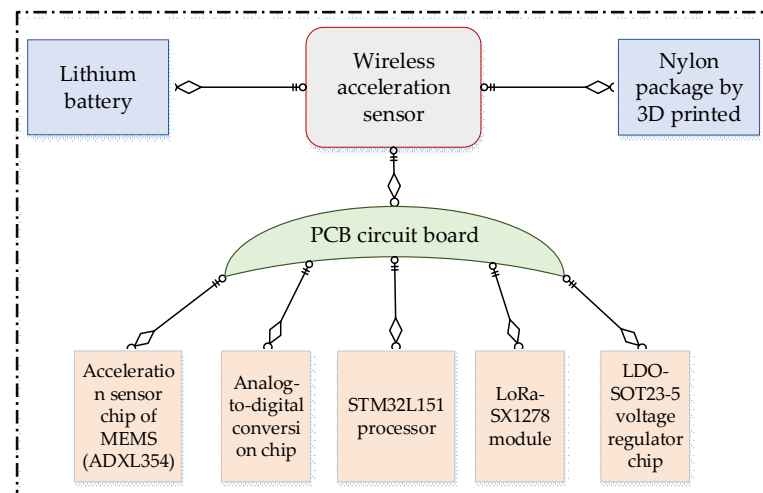 Lithium
battery
Wireless
acceleration
sensor
Nylon
package by
3D printed
PCB circuit board
Acceleratio
n sensor
chip of
MEMS
(ADXL354)
Analog-
to-digital
conversi
on chip
STM32L151
processor
LoRa-
SX1278
module
LDO-
SOT23-5
voltage
regulator
chip